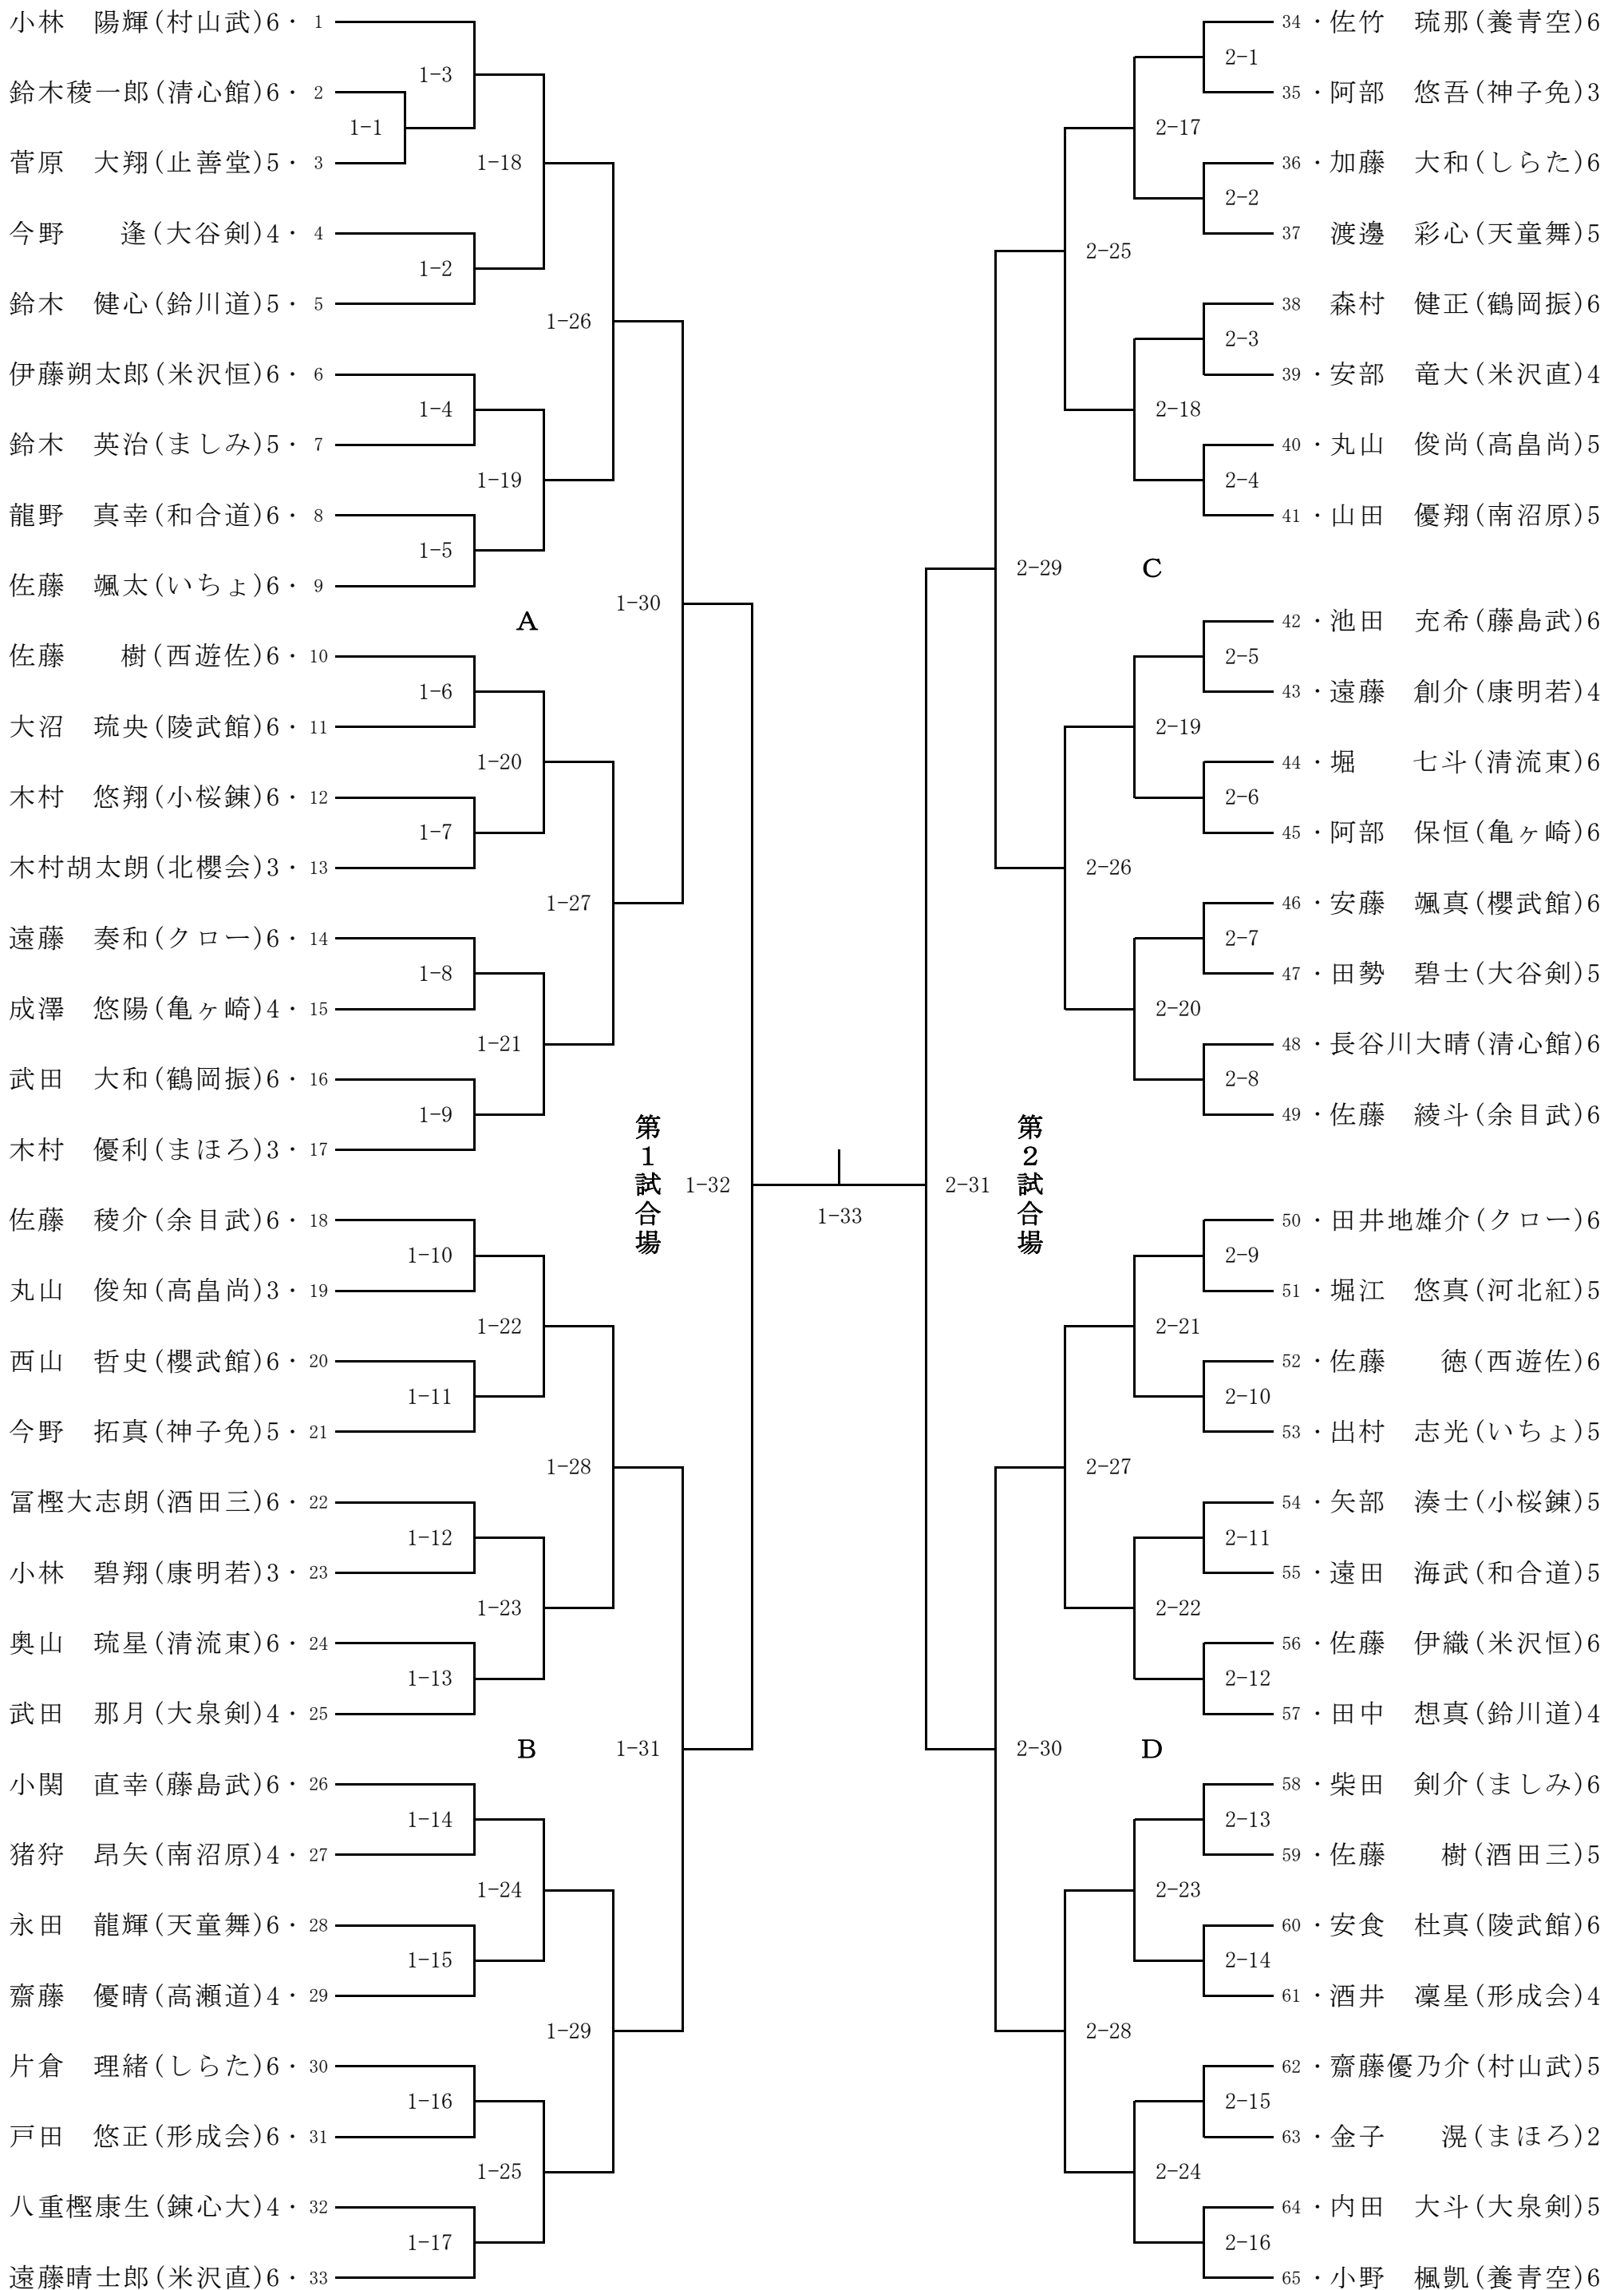 小林　陽輝(村山武)6・ 1
鈴木稜一郎(清心館)6・ 2
菅原　大翔(止善堂)5・ 3
今野　　逢(大谷剣)4・ 4
鈴木　健心(鈴川道)5・ 5
伊藤朔太郎(米沢恒)6・ 6
鈴木　英治(ましみ)5・ 7
龍野　真幸(和合道)6・ 8
佐藤　颯太(いちょ)6・ 9
佐藤　　樹(西遊佐)6・ 10
大沼　琉央(陵武館)6・ 11
木村　悠翔(小桜錬)6・ 12
木村胡太朗(北櫻会)3・ 13
遠藤　奏和(クロー)6・ 14
成澤　悠陽(亀ヶ崎)4・ 15
武田　大和(鶴岡振)6・ 16
木村　優利(まほろ)3・ 17
佐藤　稜介(余目武)6・ 18
丸山　俊知(高畠尚)3・ 19
西山　哲史(櫻武館)6・ 20
今野　拓真(神子免)5・ 21
冨樫大志朗(酒田三)6・ 22
小林　碧翔(康明若)3・ 23
奥山　琉星(清流東)6・ 24
武田　那月(大泉剣)4・ 25
小関　直幸(藤島武)6・ 26
猪狩　昂矢(南沼原)4・ 27
永田　龍輝(天童舞)6・ 28
齋藤　優晴(高瀬道)4・ 29
片倉　理緒(しらた)6・ 30
戸田　悠正(形成会)6・ 31
八重樫康生(錬心大)4・ 32
遠藤晴士郎(米沢直)6・ 33
1-1
1-3
1-2
1-4
1-5
1-6
1-7
1-8
1-9
1-10
1-11
1-12
1-13
1-14
1-15
1-16
1-17
1-18
1-19
1-20
1-21
1-22
1-23
1-24
1-25
1-26
1-27
1-28
1-29
A
B
1-30
1-31
第1試合場
1-32
1-33
2-31
第2試合場
2-29
2-30
C
D
2-25
2-26
2-27
2-28
2-17
2-18
2-19
2-20
2-21
2-22
2-23
2-24
2-1
2-2
2-3
2-4
2-5
2-6
2-7
2-8
2-9
2-10
2-11
2-12
2-13
2-14
2-15
2-16
34 ・佐竹　琉那(養青空)6
35 ・阿部　悠吾(神子免)3
36 ・加藤　大和(しらた)6
37 　渡邊　彩心(天童舞)5
38 　森村　健正(鶴岡振)6
39 ・安部　竜大(米沢直)4
40 ・丸山　俊尚(高畠尚)5
41 ・山田　優翔(南沼原)5
42 ・池田　充希(藤島武)6
43 ・遠藤　創介(康明若)4
44 ・堀　　七斗(清流東)6
45 ・阿部　保恒(亀ヶ崎)6
46 ・安藤　颯真(櫻武館)6
47 ・田勢　碧士(大谷剣)5
48 ・長谷川大晴(清心館)6
49 ・佐藤　綾斗(余目武)6
50 ・田井地雄介(クロー)6
51 ・堀江　悠真(河北紅)5
52 ・佐藤　　徳(西遊佐)6
53 ・出村　志光(いちょ)5
54 ・矢部　湊士(小桜錬)5
55 ・遠田　海武(和合道)5
56 ・佐藤　伊織(米沢恒)6
57 ・田中　想真(鈴川道)4
58 ・柴田　剣介(ましみ)6
59 ・佐藤　　樹(酒田三)5
60 ・安食　杜真(陵武館)6
61 ・酒井　凜星(形成会)4
62 ・齋藤優乃介(村山武)5
63 ・金子　　滉(まほろ)2
64 ・内田　大斗(大泉剣)5
65 ・小野　楓凱(養青空)6